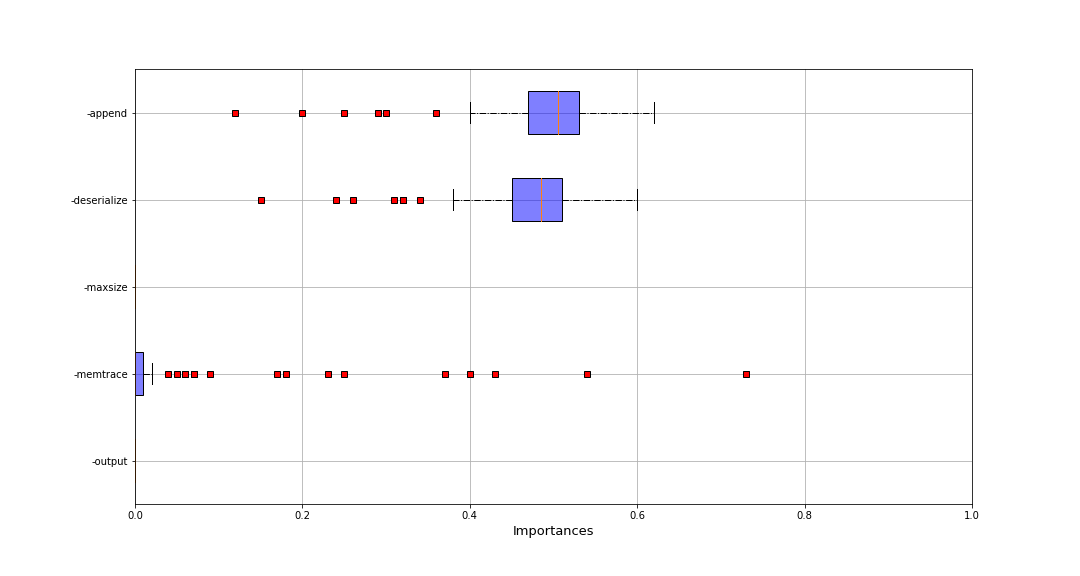 -append
-deserialize
-maxsize
-memtrace
-output
0.0 0.2 0.4 0.6 0.8 1.0
Importances